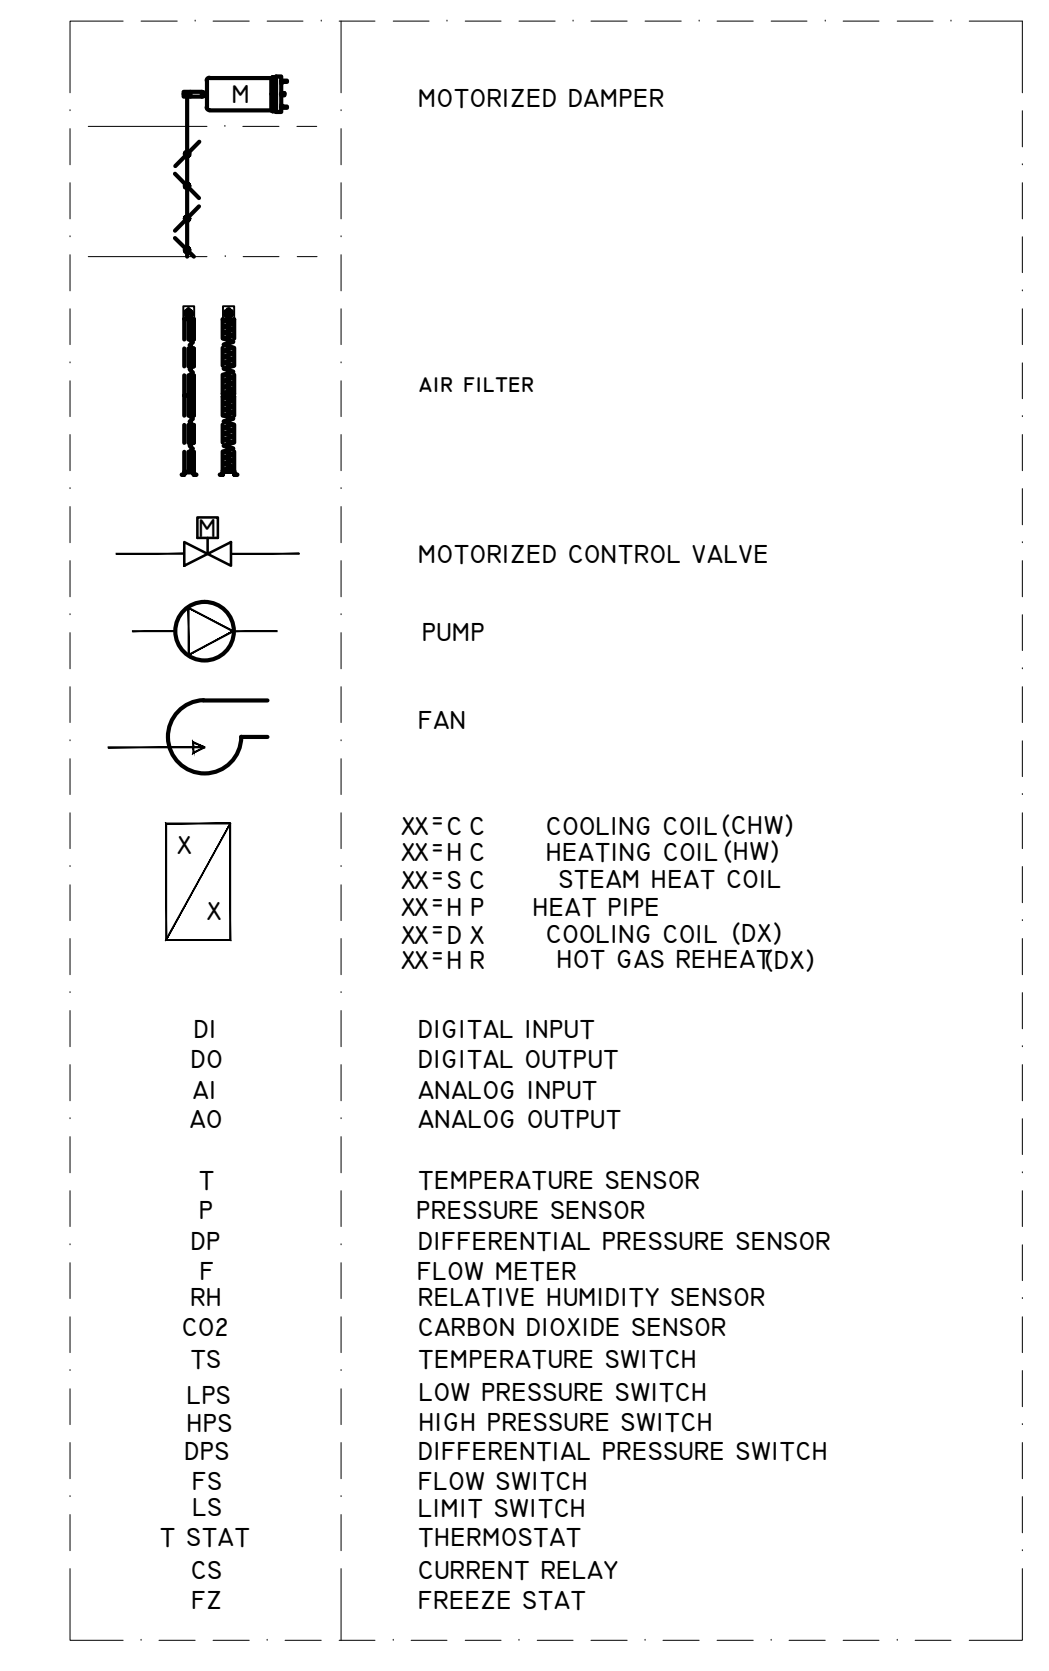 M MOTORIZED DAMPER
AIR FILTER
M
MOTORIZED CONTROL VALVE
PUMP
FAN
X
X
XX=C C COOLING COIL (CHW)
XX=H C HEATING COIL (HW)
XX=S C STEAM HEAT COIL
XX=H P HEAT PIPE
XX=D X COOLING COIL (DX)
XX=H R HOT GAS REHEAT(DX)
DI DIGITAL INPUT
DO DIGITAL OUTPUT
AI ANALOG INPUT
AO ANALOG OUTPUT
T TEMPERATURE SENSOR
P PRESSURE SENSOR
DP DIFFERENTIAL PRESSURE SENSOR
F FLOW METER
RH RELATIVE HUMIDITY SENSOR
CO2 CARBON DIOXIDE SENSOR
TS TEMPERATURE SWITCH
LPS LOW PRESSURE SWITCH
HPS HIGH PRESSURE SWITCH
DPS DIFFERENTIAL PRESSURE SWITCH
FS FLOW SWITCH
LS LIMIT SWITCH
T STAT THERMOSTAT
CS CURRENT RELAY
FZ FREEZE STAT